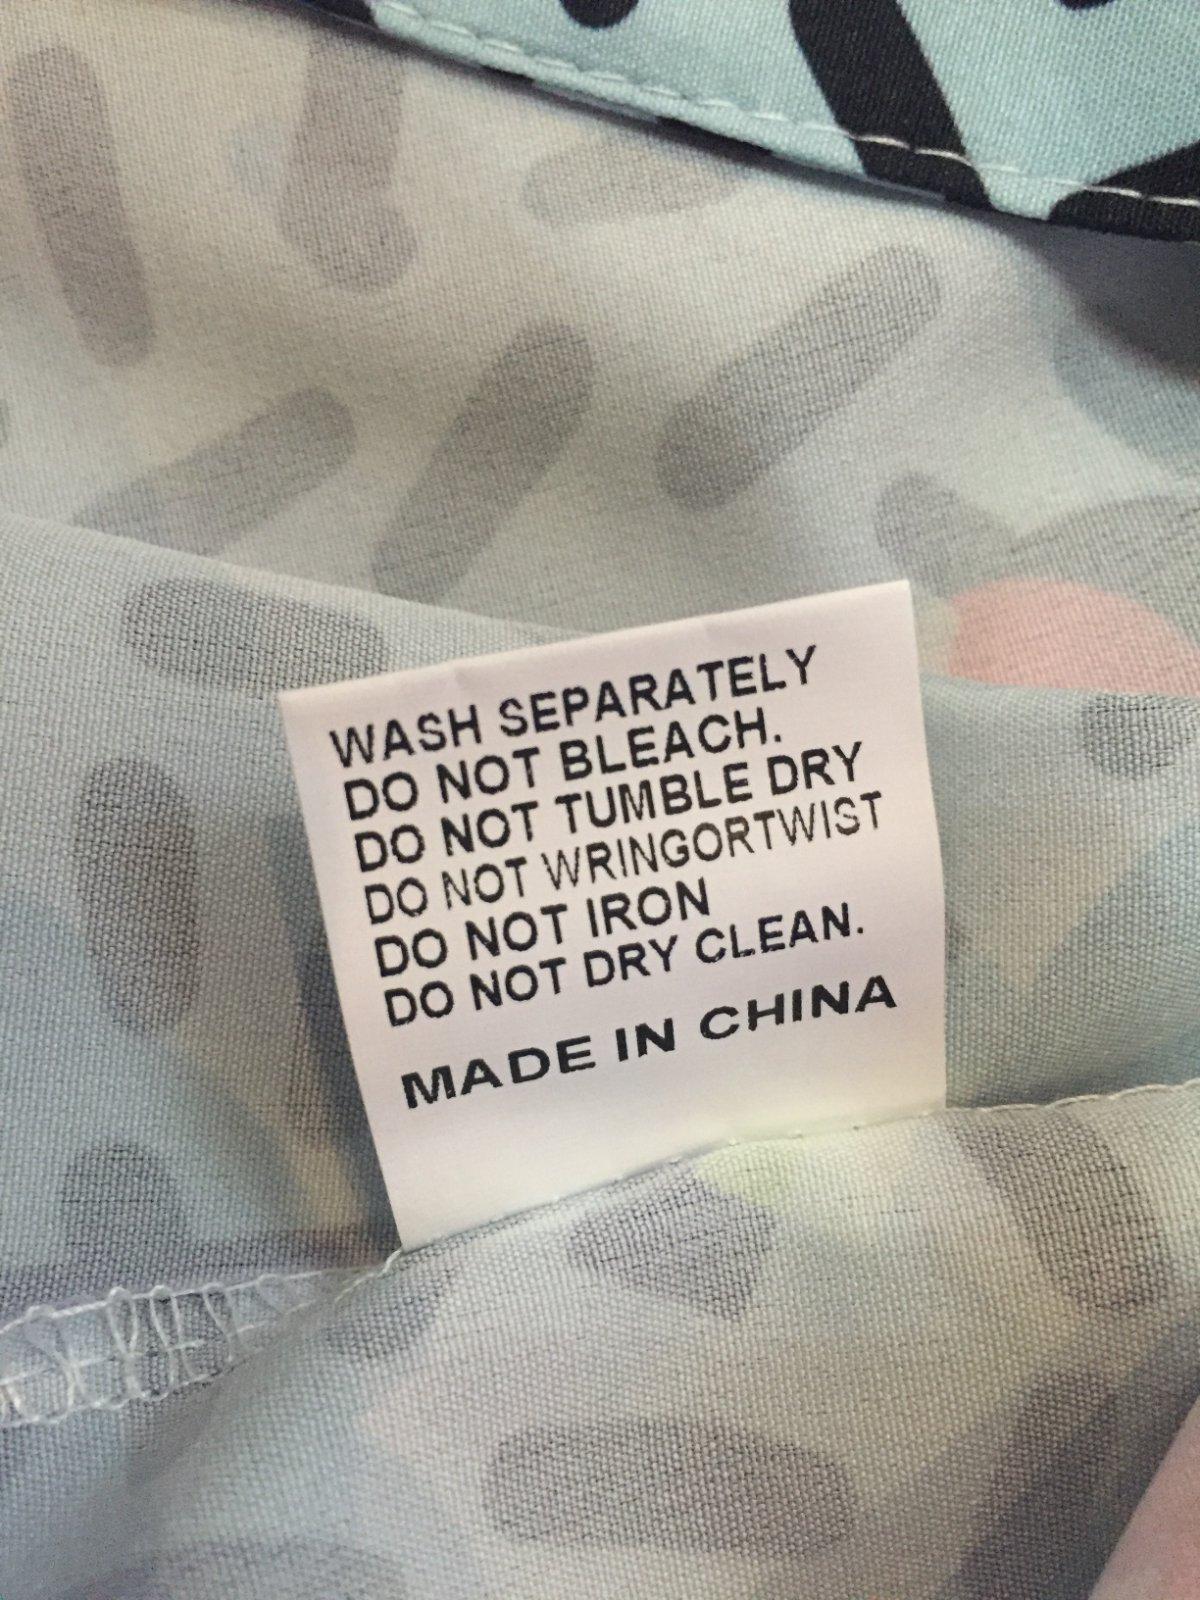 WASH SEPARATELY
DO NOT BLEACH.
DO NOT TUMBLE DRY
DO NOT WRINGORTWIST
DO NOT IRON
DO NOT DRY CLEAN.
MADE IN CHINA